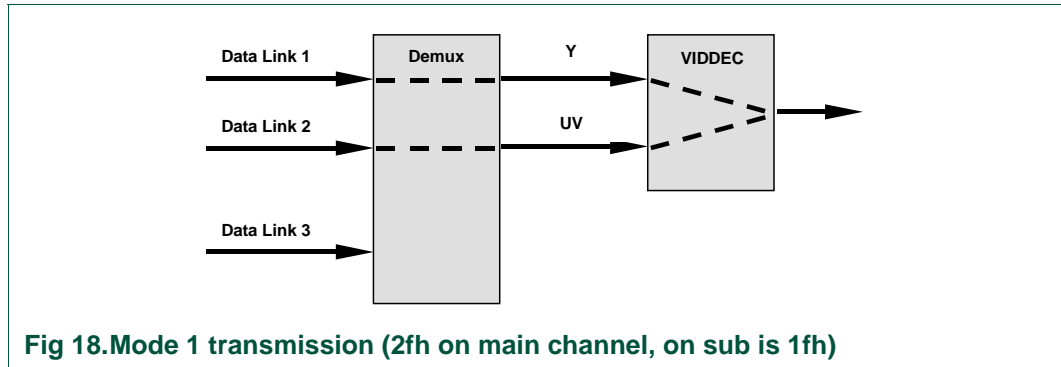 Data Link 1
Demux
Y
VIDDEC
Data Link 2
UV
Data Link 3
Fig 18.Mode 1 transmission (2fh on main channel, on sub is 1fh)